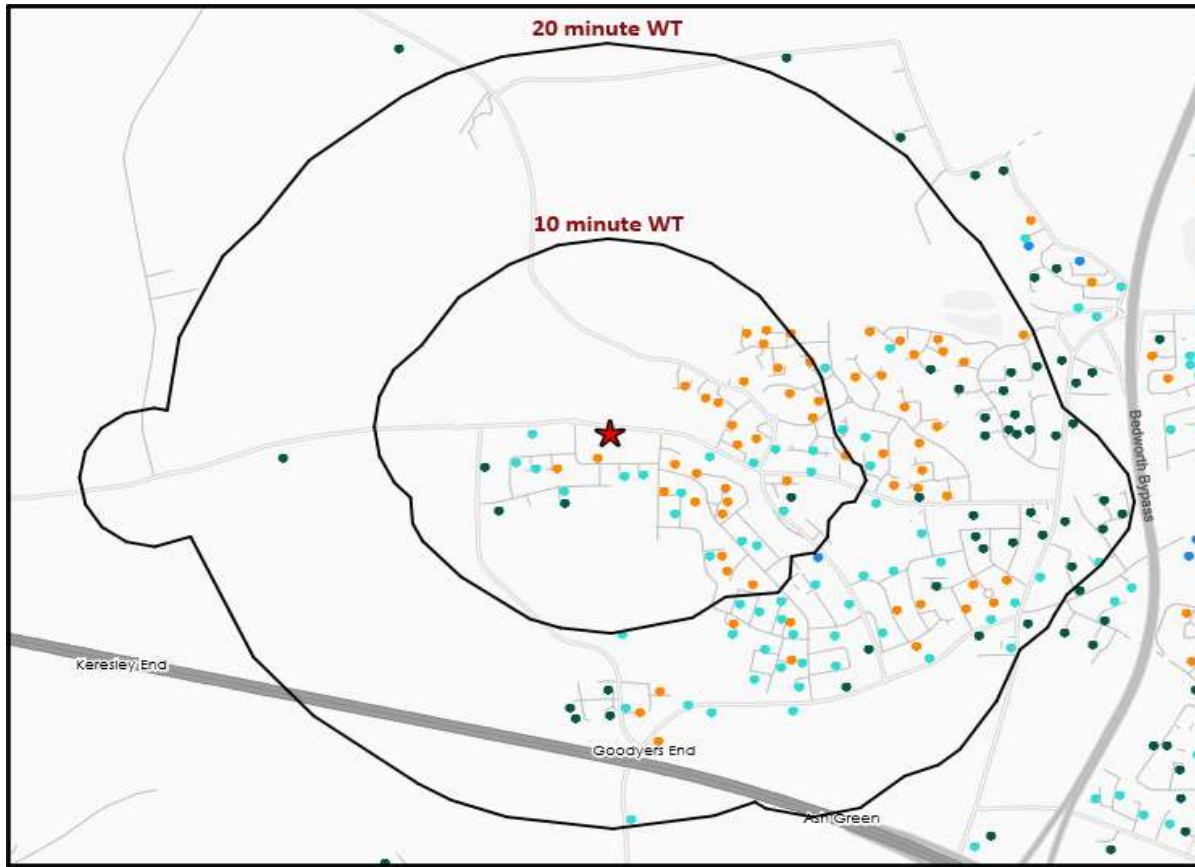 20 minute WT
10 minute WT
Bedworth Bypass
Keresley End
Goodyers End
Ash Green